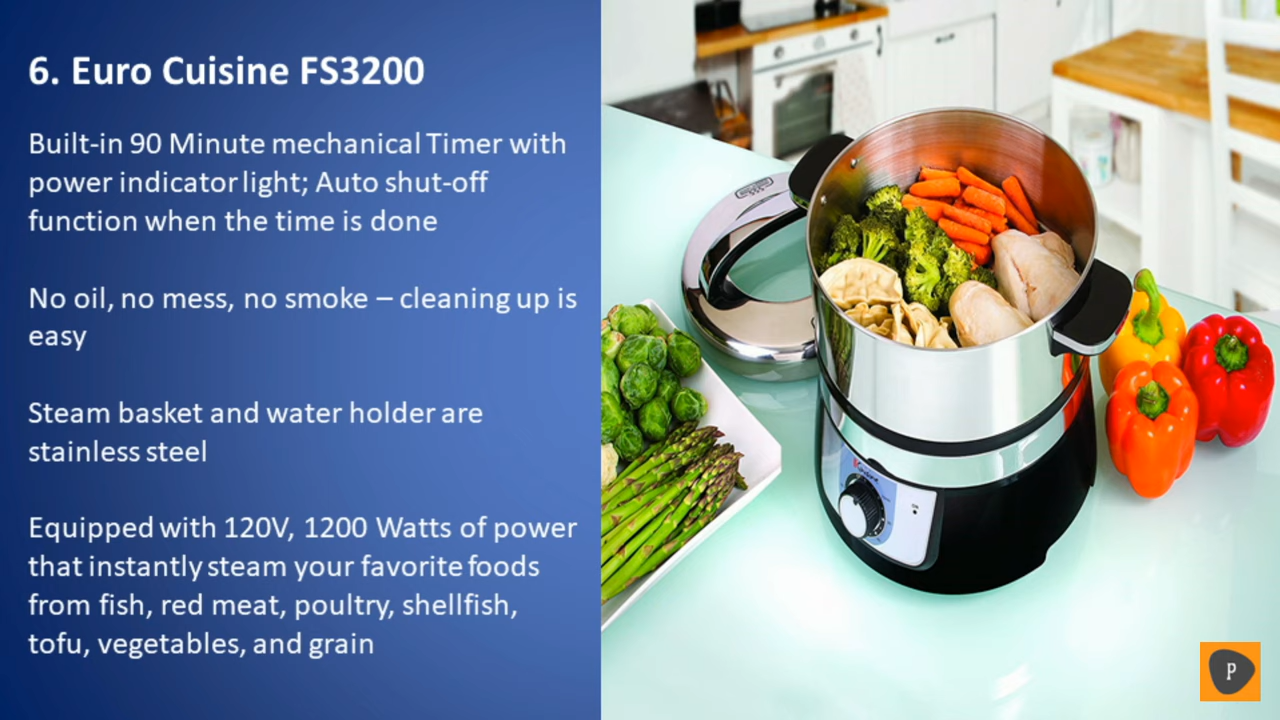 6. Euro Cuisine FS3200
Built-in 90 Minute mechanical Timer with
power indicator light; Auto shut-off
function when the time is done
No oil, no mess, no smoke – cleaning up is
easy
Steam basket and water holder are
stainless steel
Equipped with 120V, 1200 Watts of power
that instantly steam your favorite foods
from fish, red meat, poultry, shellfish,
tofu, vegetables, and grain
P